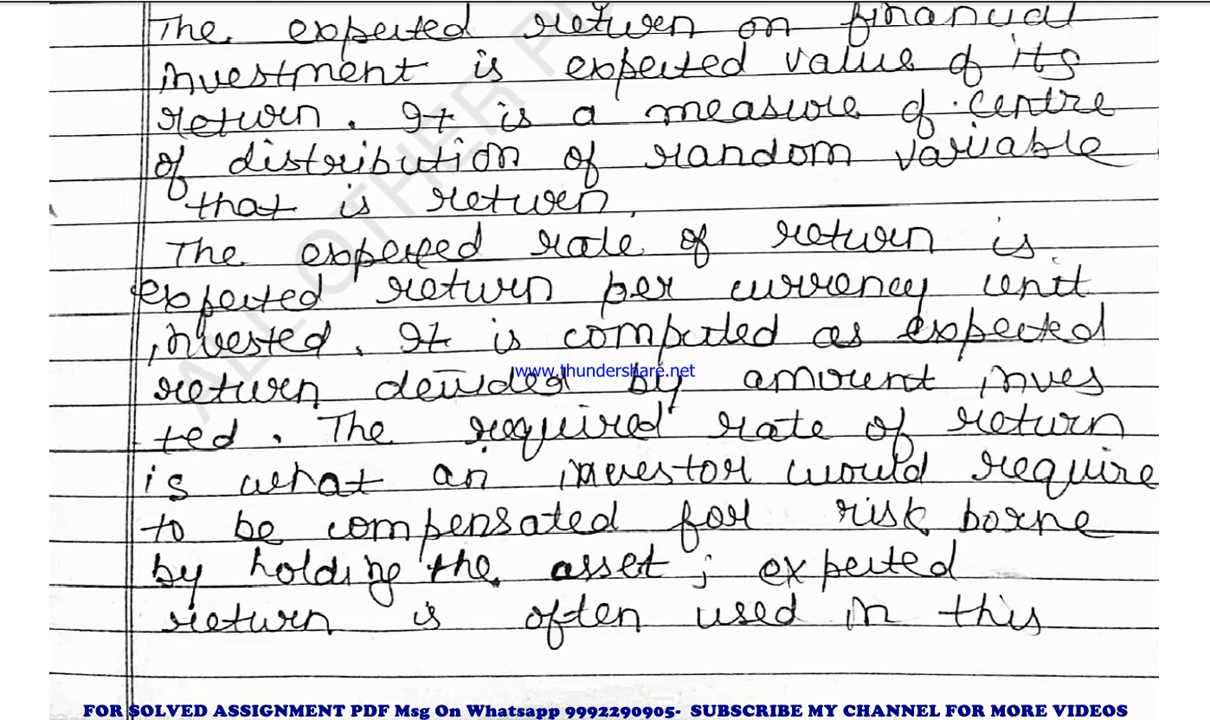 The expected return on financial
investment is expected value of its
return. It is a measure of centre
of distribution of random variable
that is return.
The expected rate of return is
expected return per currency unit
invested. It is computed as expected
www.thundershare.net
return devided by amount inves
ted. The required rate of return
is what an investor would require
to be compensated for risk borne
by holding the asset; expected
return is often used in this
FOR SOLVED ASSIGNMENT PDF Msg On Whatsapp 9992290905- SUBSCRIBE MY CHANNEL FOR MORE VIDEOS
ALL OTHER P